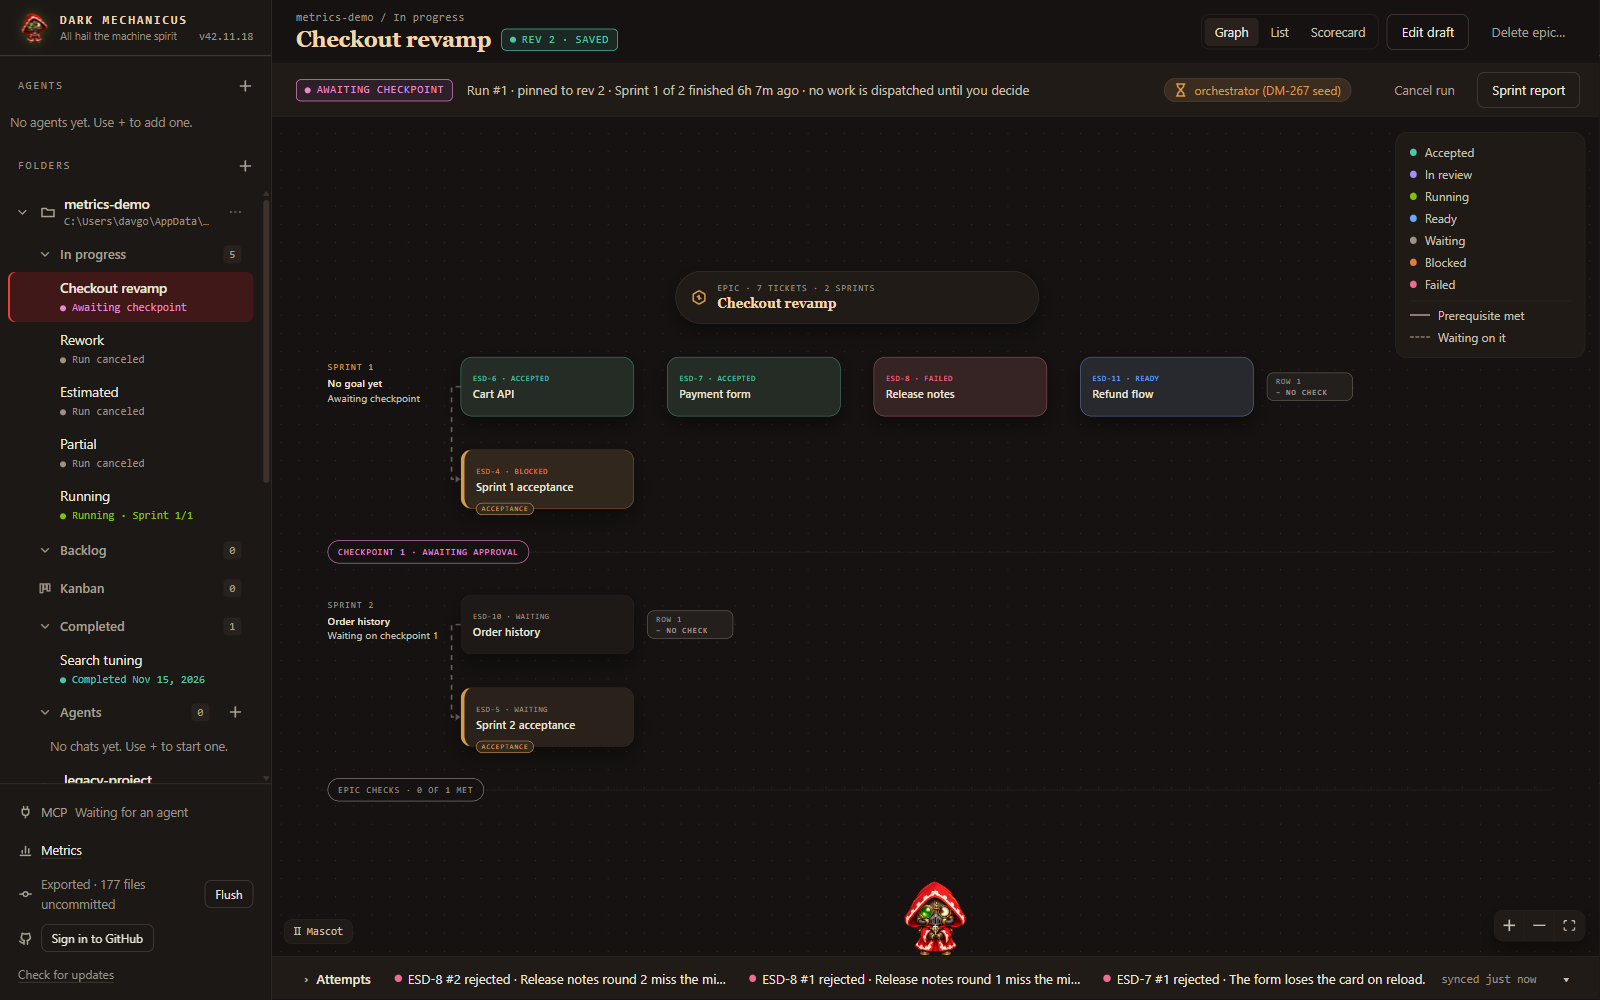 DARK MECHANICUS
All hail the machine spirit v42.11.18
AGENTS
No agents yet. Use + to add one.
FOLDERS
metrics-demo
C:\Users\davgo\AppData\…
In progress 5
Checkout revamp
Awaiting checkpoint
Rework
Run canceled
Estimated
Run canceled
Partial
Run canceled
Running
Running · Sprint 1/1
Backlog 0
Kanban 0
Completed 1
Search tuning
Completed Nov 15, 2026
Agents 0
No chats yet. Use + to start one.
legacy-project
MCP Waiting for an agent
Metrics
Exported · 177 files
uncommitted
Flush
Sign in to GitHub
Check for updates
metrics-demo / In progress
Checkout revamp
REV 2 · SAVED
Graph List Scorecard Edit draft Delete epic…
AWAITING CHECKPOINT Run #1 · pinned to rev 2 · Sprint 1 of 2 finished 6h 7m ago · no work is dispatched until you decide
orchestrator (DM-267 seed) Cancel run Sprint report
Accepted
In review
Running
Ready
Waiting
Blocked
Failed
Prerequisite met
Waiting on it
EPIC · 7 TICKETS · 2 SPRINTS
Checkout revamp
SPRINT 1
No goal yet
Awaiting checkpoint
ESD-6 · ACCEPTED
Cart API
ESD-7 · ACCEPTED
Payment form
ESD-8 · FAILED
Release notes
ESD-11 · READY
Refund flow
ROW 1
– NO CHECK
ESD-4 · BLOCKED
Sprint 1 acceptance
ACCEPTANCE
CHECKPOINT 1 · AWAITING APPROVAL
SPRINT 2
Order history
Waiting on checkpoint 1
ESD-10 · WAITING
Order history
ROW 1
– NO CHECK
ESD-5 · WAITING
Sprint 2 acceptance
ACCEPTANCE
EPIC CHECKS · 0 OF 1 MET
Mascot
Attempts
ESD-8 #2 rejected · Release notes round 2 miss the mi…
ESD-8 #1 rejected · Release notes round 1 miss the mi…
ESD-7 #1 rejected · The form loses the card on reload.
synced just now